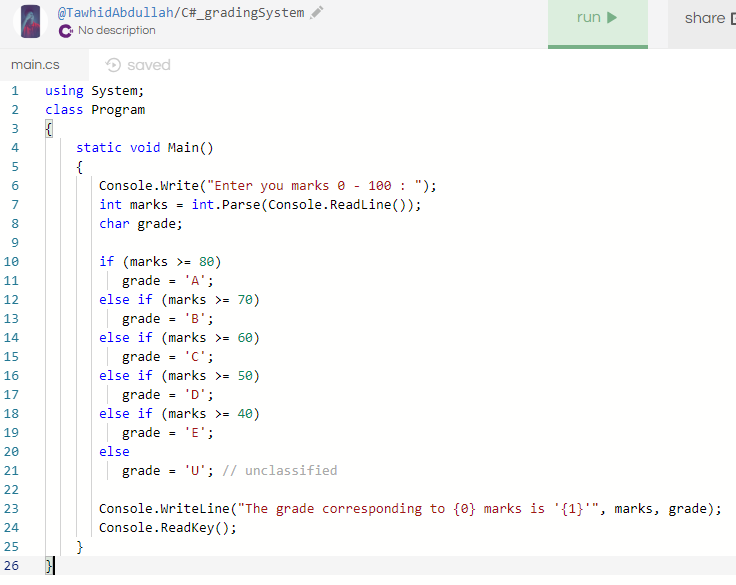 @TawhidAbdullah/C#_gradingSystem
No description
run
share
main.cs
saved
1 using System;
2 class Program
3 {
4 static void Main()
5 {
6 Console.Write("Enter you marks 0 - 100 : ");
7 int marks = int.Parse(Console.ReadLine());
8 char grade;
9
10 if (marks >= 80)
11 grade = 'A';
12 else if (marks >= 70)
13 grade = 'B';
14 else if (marks >= 60)
15 grade = 'C';
16 else if (marks >= 50)
17 grade = 'D';
18 else if (marks >= 40)
19 grade = 'E';
20 else
21 grade = 'U'; // unclassified
22
23 Console.WriteLine("The grade corresponding to {0} marks is '{1}'", marks, grade);
24 Console.ReadKey();
25 }
26 }